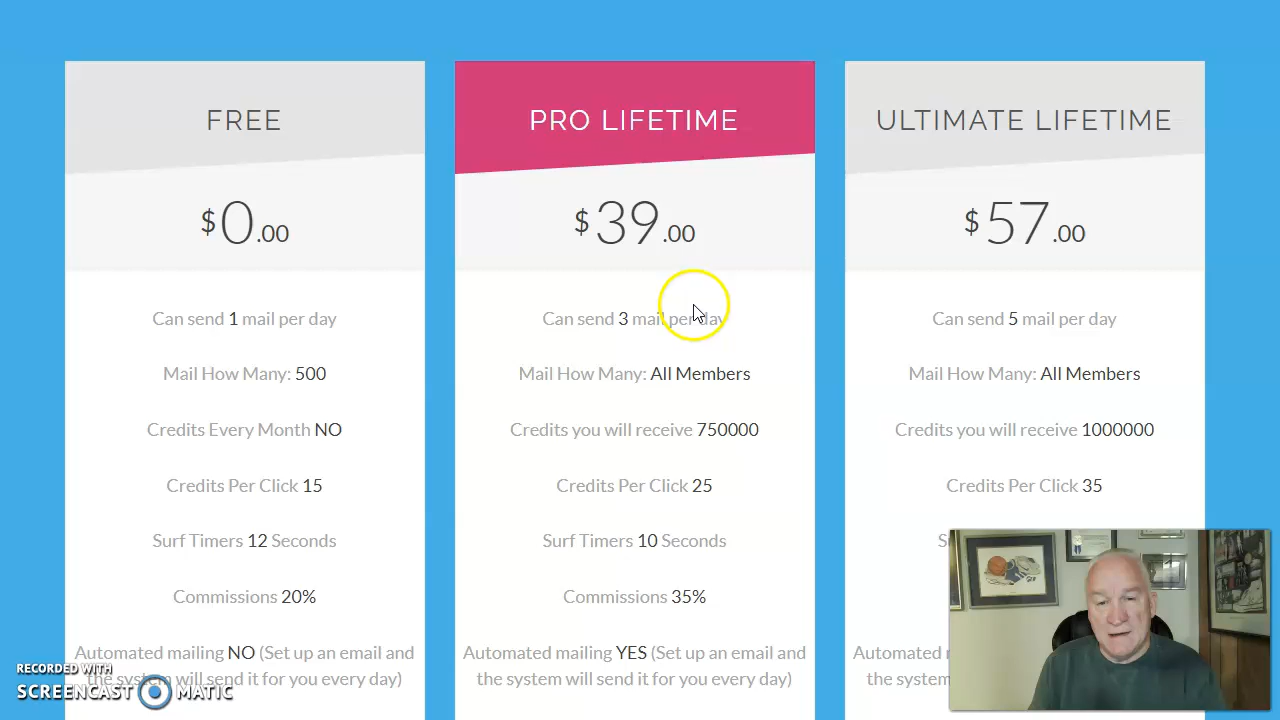 FREE
$0.00
Can send 1 mail per day
Mail How Many: 500
Credits Every Month NO
Credits Per Click 15
Surf Timers 12 Seconds
Commissions 20%
Automated mailing NO (Set up an email and
the system will send it for you every day)
PRO LIFETIME
$39.00
Can send 3 mail per day
Mail How Many: All Members
Credits you will receive 750000
Credits Per Click 25
Surf Timers 10 Seconds
Commissions 35%
Automated mailing YES (Set up an email and
the system will send it for you every day)
ULTIMATE LIFETIME
$57.00
Can send 5 mail per day
Mail How Many: All Members
Credits you will receive 1000000
Credits Per Click 35
Automated
the system
RECORDED WITH
SCREENCAST MATIC